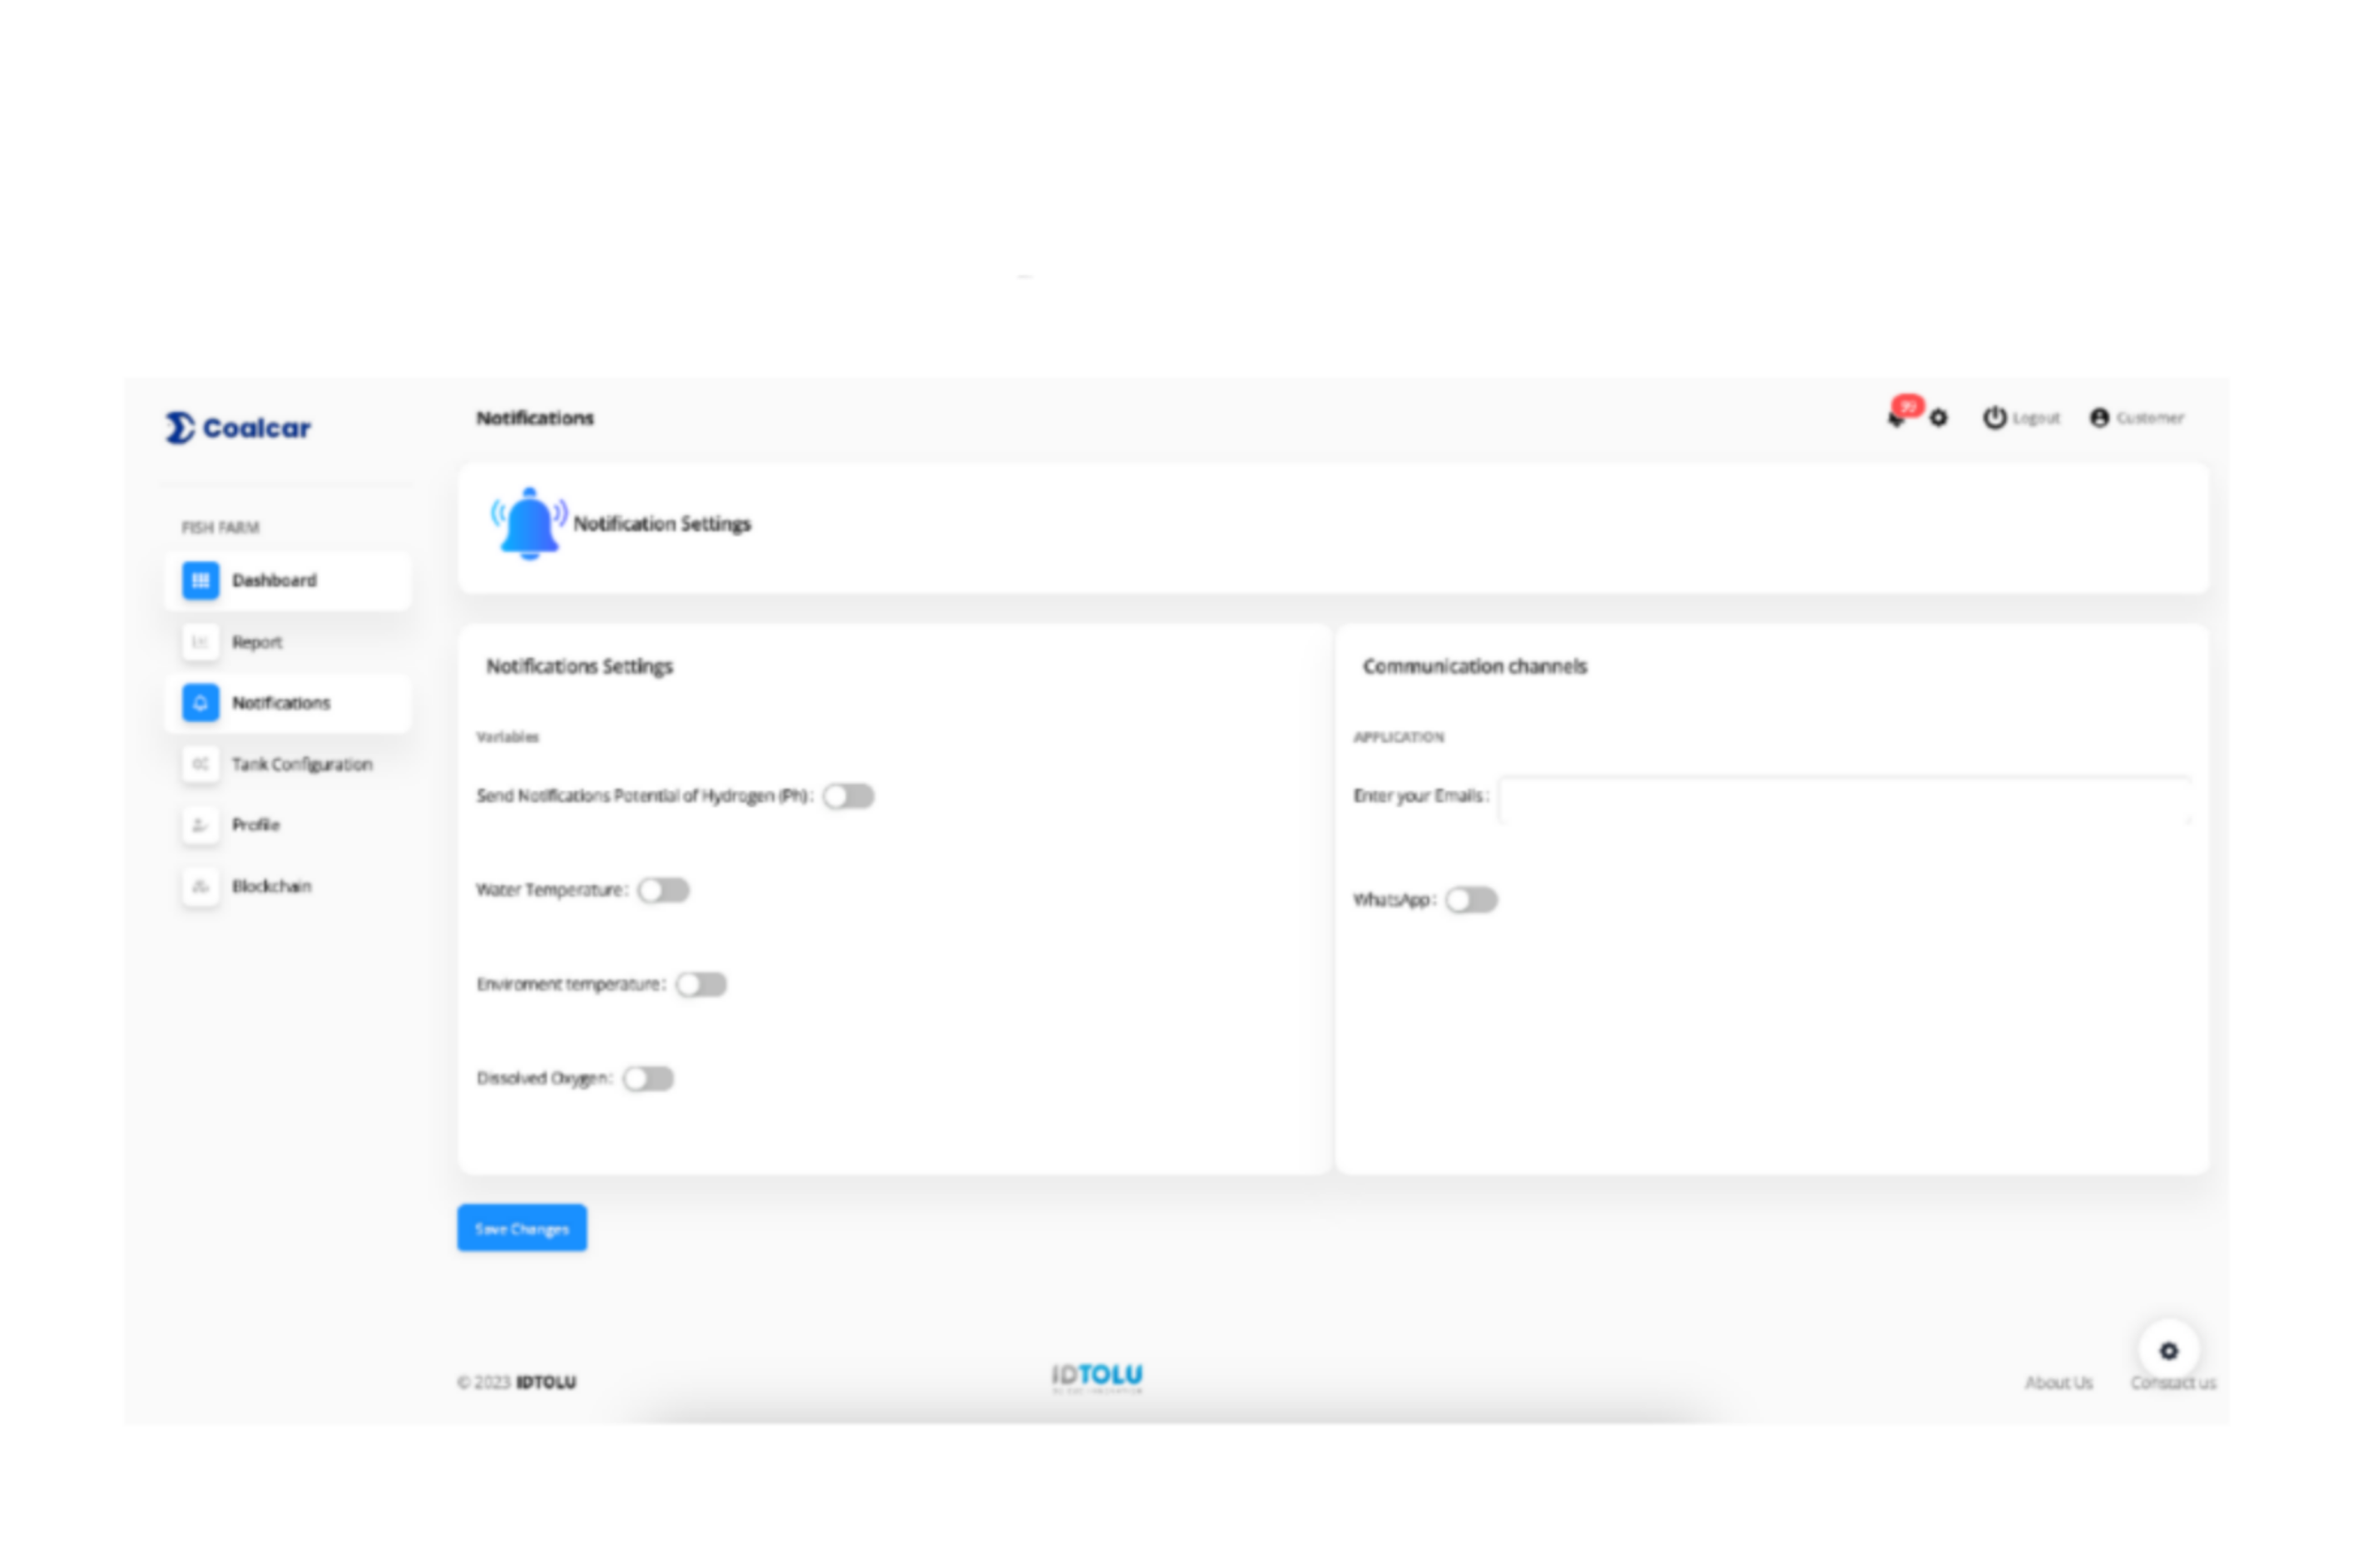 Coalcar
Notifications
99
Logout
Customer
FISH FARM
Dashboard
Report
Notifications
Tank Configuration
Profile
Blockchain
Notification Settings
Notifications Settings
Variables
Send Notifications Potential of Hydrogen (Ph) :
Water Temperature :
Enviroment temperature :
Dissolved Oxygen :
Communication channels
APPLICATION
Enter your Emails :
WhatsApp :
Save Changes
© 2023 IDTOLU
IDTOLU
About Us
Constact us